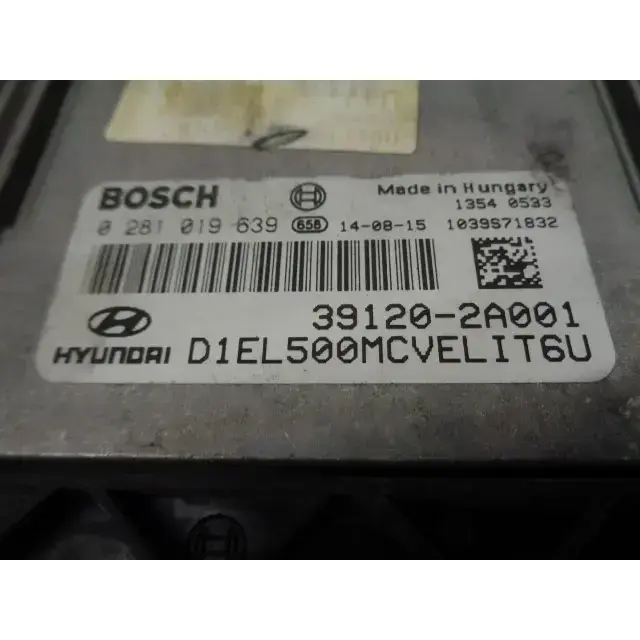 BOSCH
Made in Hungary
1354 0533
0 281 019 639 658 14-08-15 1039S71832
39120-2A001
HYUNDAI D1EL500MCVELIT6U